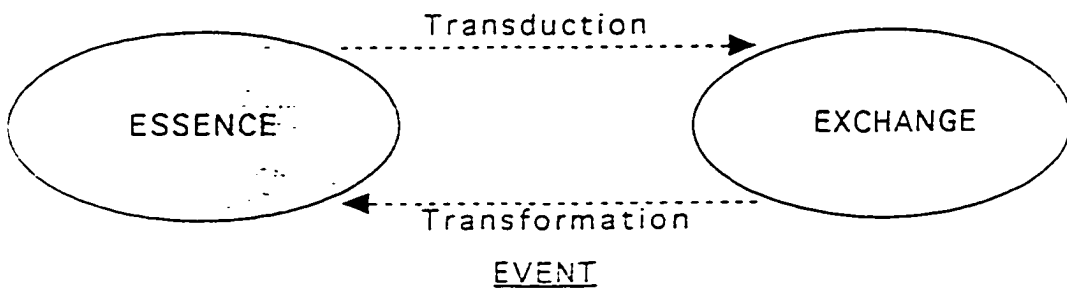 Transduction
ESSENCE
EXCHANGE
Transformation
EVENT